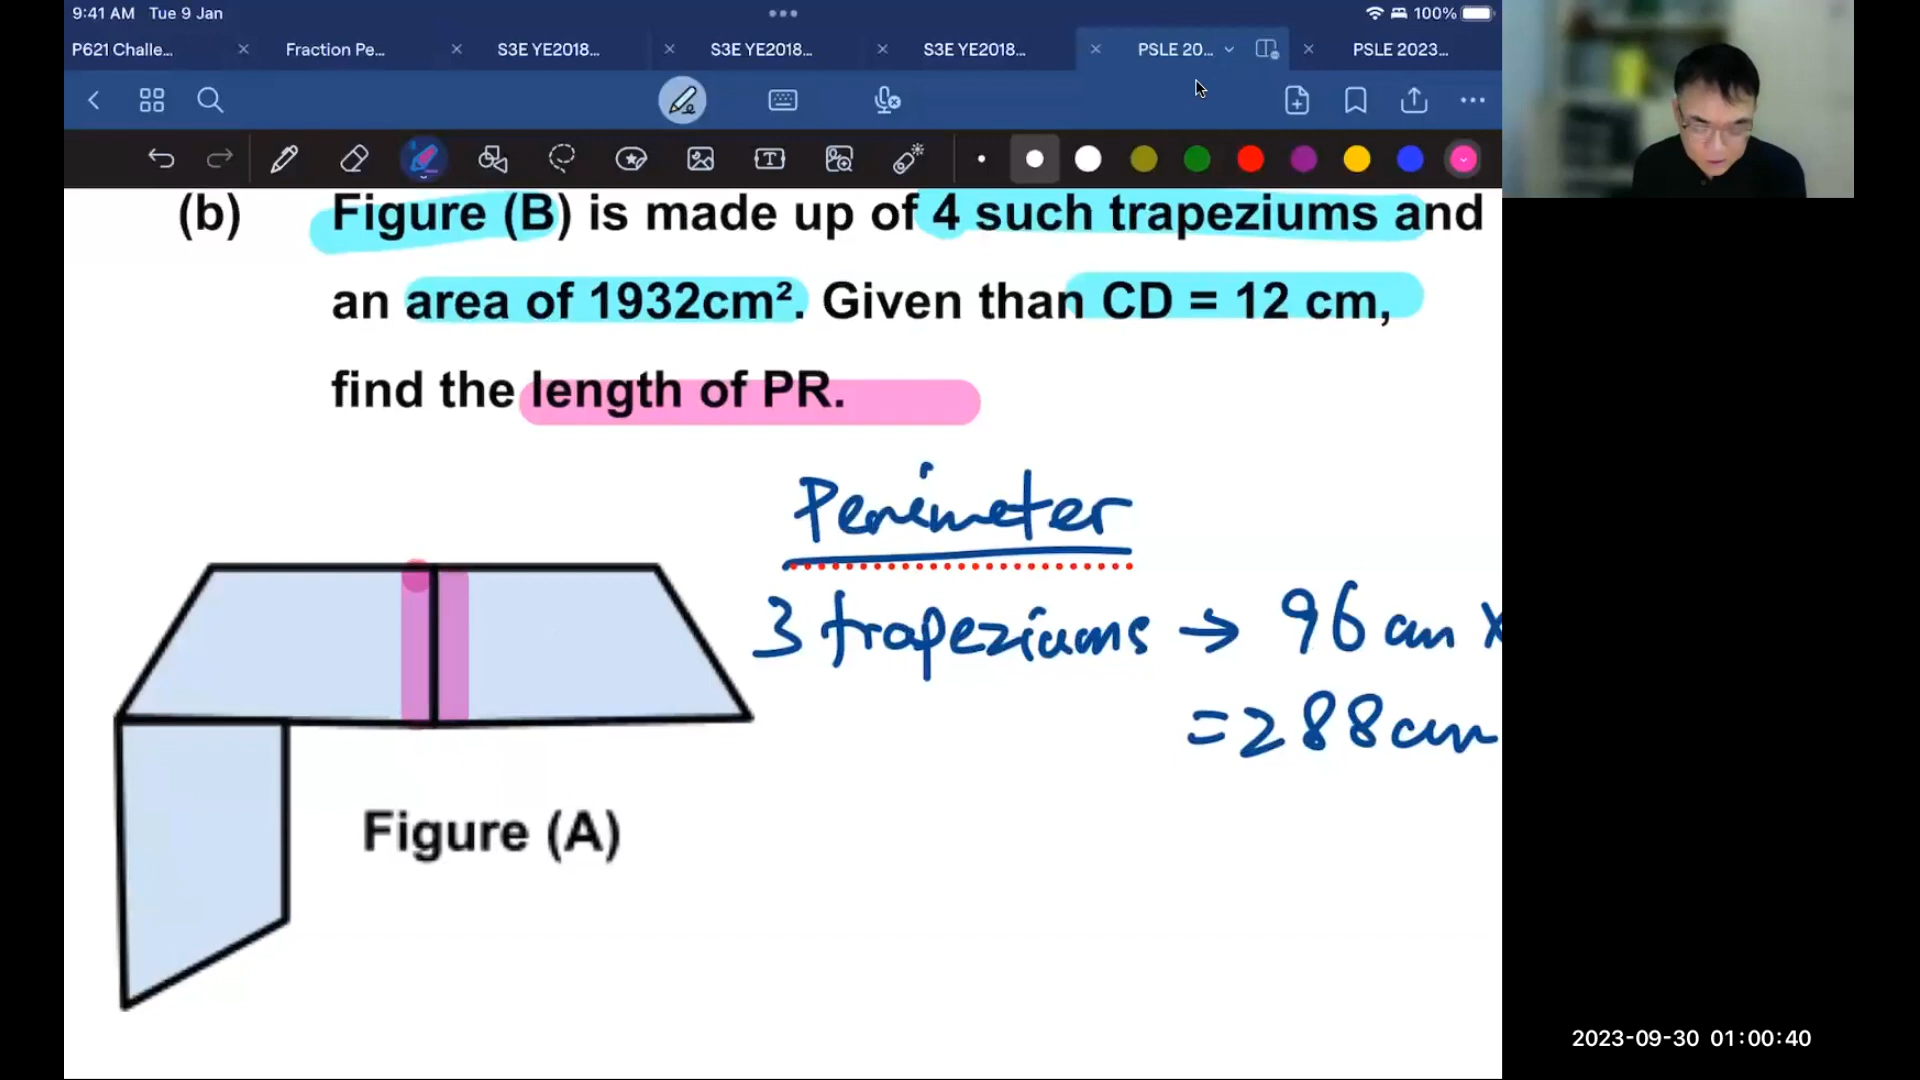 9:41 AM Tue 9 Jan
100%
P621 Challe...
Fraction Pe...
S3E YE2018...
S3E YE2018...
S3E YE2018...
PSLE 20...
PSLE 2023...
(b) Figure (B) is made up of 4 such trapeziums and
an area of 1932cm². Given than CD = 12 cm,
find the length of PR.
Perimeter
3 trapeziums → 96 cm x
= 288 cm
Figure (A)
2023-09-30 01:00:40